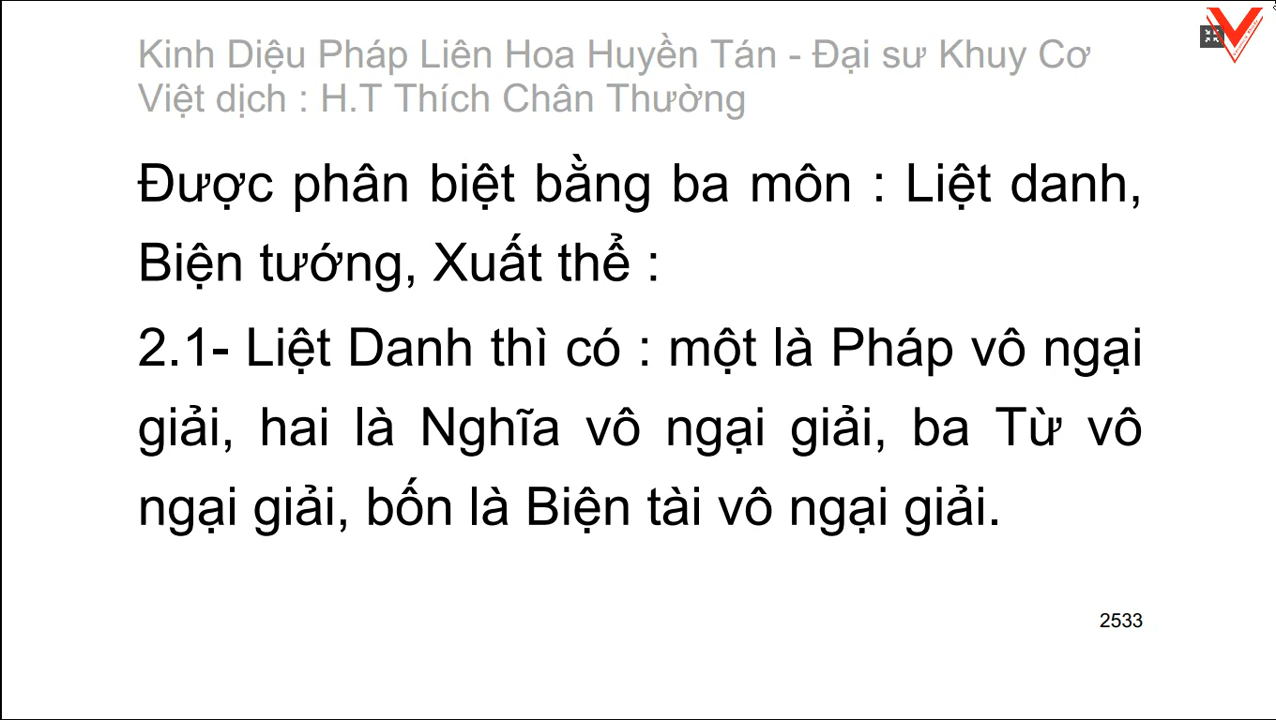 Kinh Diệu Pháp Liên Hoa Huyền Tán - Đại sư Khuy Cơ
Việt dịch : H.T Thích Chân Thường
Được phân biệt bằng ba môn : Liệt danh,
Biện tướng, Xuất thể :
2.1- Liệt Danh thì có : một là Pháp vô ngại
giải, hai là Nghĩa vô ngại giải, ba Từ vô
ngại giải, bốn là Biện tài vô ngại giải.
2533